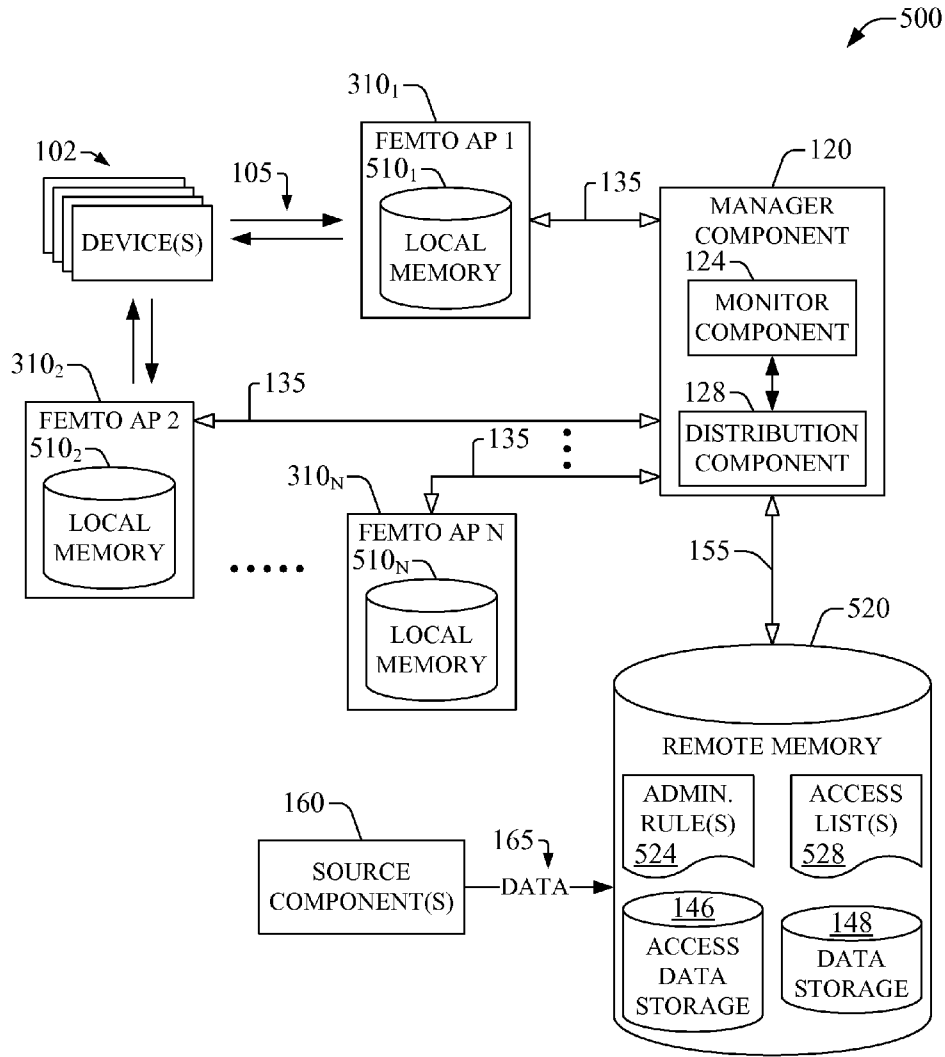 500
310₁
FEMTO AP 1
510₁
LOCAL
MEMORY
102
DEVICE(S)
105
135
120
MANAGER
COMPONENT
124
MONITOR
COMPONENT
128
DISTRIBUTION
COMPONENT
310₂
FEMTO AP 2
510₂
LOCAL
MEMORY
135
135
310N
FEMTO AP N
510N
LOCAL
MEMORY
155
520
REMOTE MEMORY
ADMIN.
RULE(S)
524
ACCESS
LIST(S)
528
160
SOURCE
COMPONENT(S)
165
DATA
146
ACCESS
DATA
STORAGE
148
DATA
STORAGE